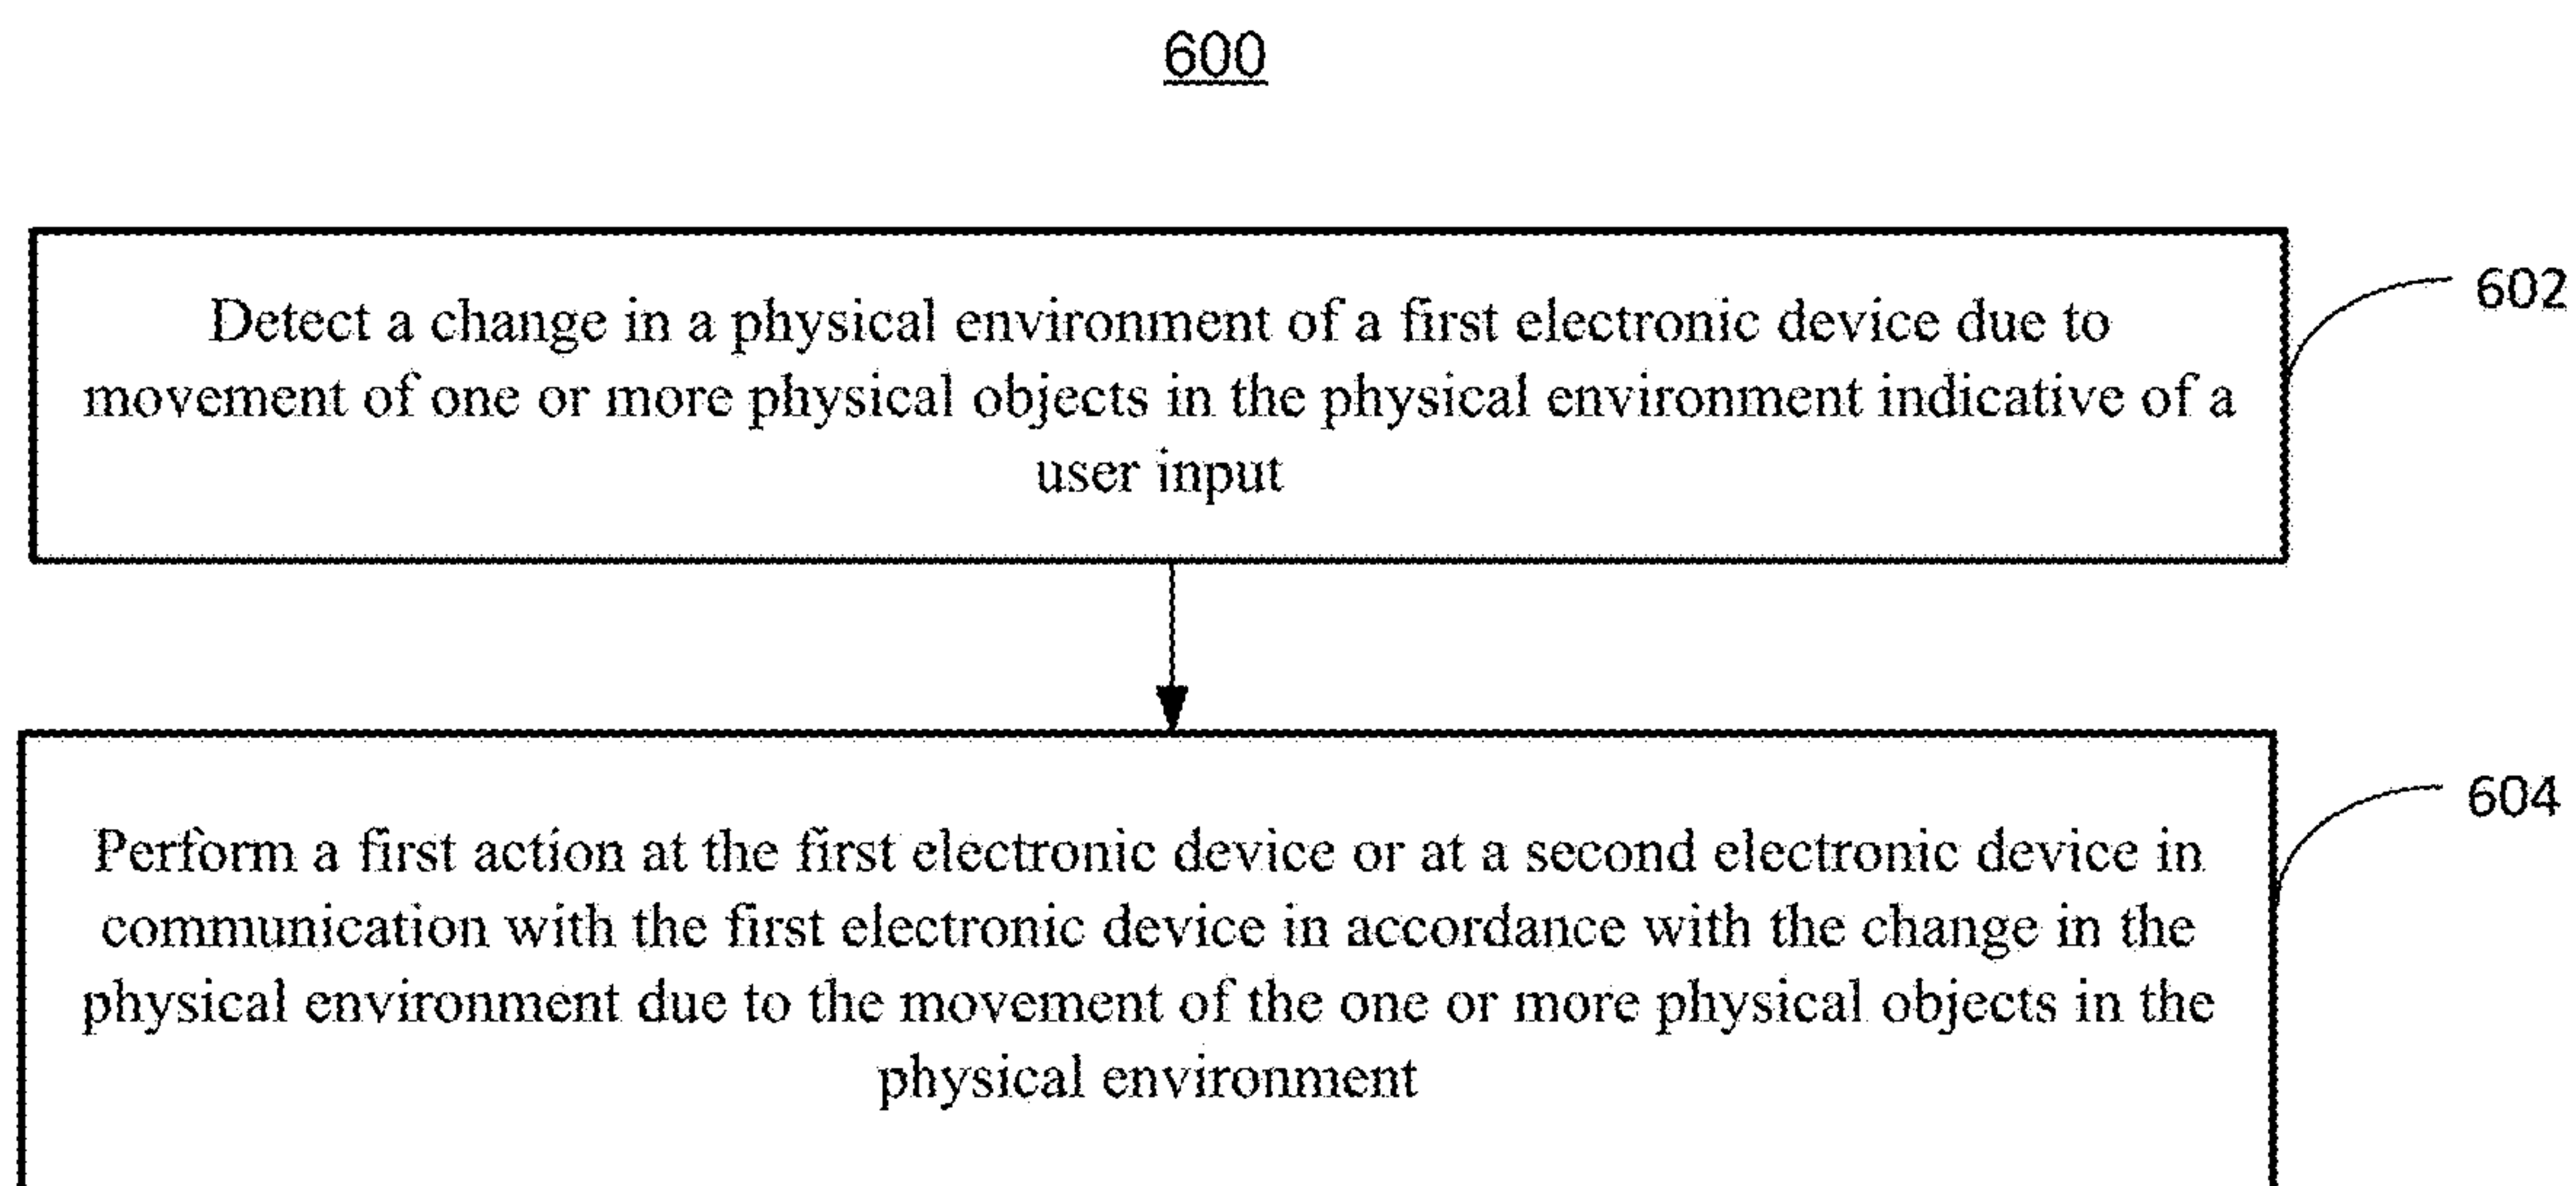 600
Detect a change in a physical environment of a first electronic device due to
602
movement of one or more physical objects in the physical environment indicative of a
user input
Perform a first action at the first electronic device or at a second electronic device in
604
communication with the first electronic device in accordance with the change in the
physical environment due to the movement of the one or more physical objects in the
physical environment